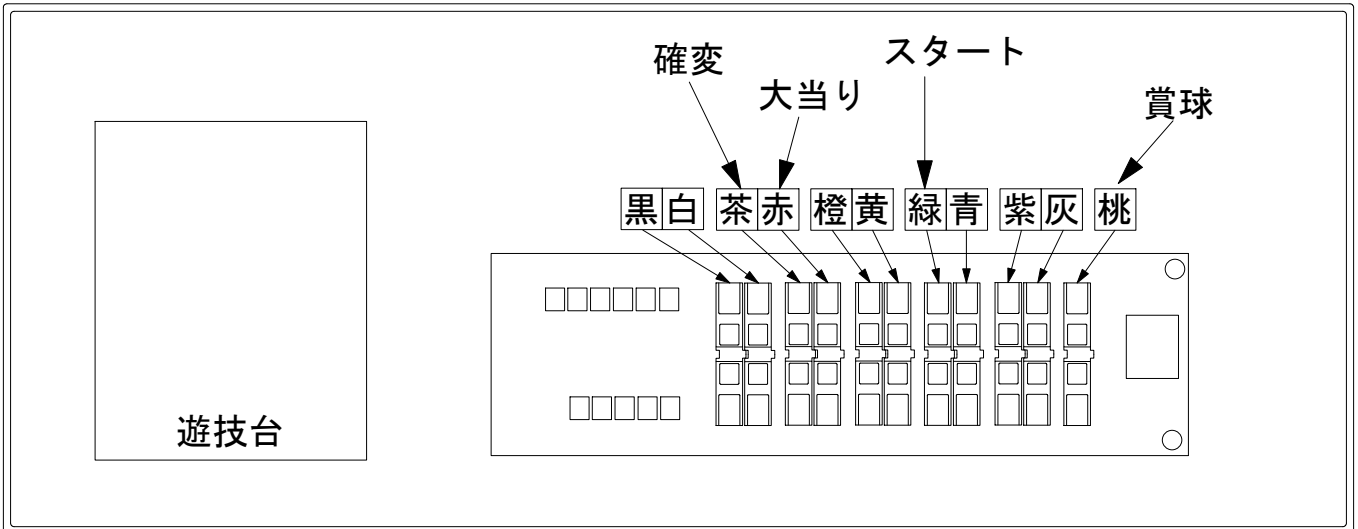 スタート
確変
大当り
賞球
黒白 茶赤 橙黄 緑青 紫灰 桃
遊技台